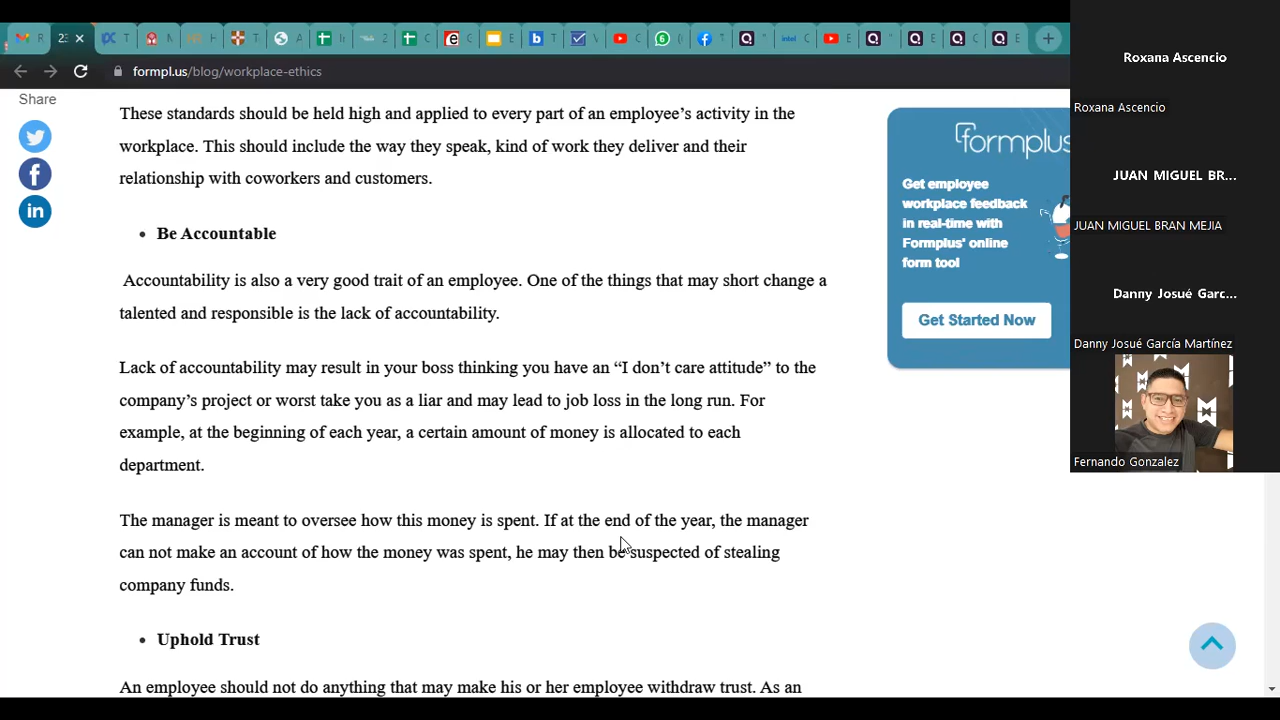 formpl.us/blog/workplace-ethics
Share
These standards should be held high and applied to every part of an employee’s activity in the
workplace. This should include the way they speak, kind of work they deliver and their
relationship with coworkers and customers.
• Be Accountable
Accountability is also a very good trait of an employee. One of the things that may short change a
talented and responsible is the lack of accountability.
Lack of accountability may result in your boss thinking you have an “I don’t care attitude” to the
company’s project or worst take you as a liar and may lead to job loss in the long run. For
example, at the beginning of each year, a certain amount of money is allocated to each
department.
The manager is meant to oversee how this money is spent. If at the end of the year, the manager
can not make an account of how the money was spent, he may then be suspected of stealing
company funds.
• Uphold Trust
An employee should not do anything that may make his or her employee withdraw trust. As an
formplus
Get employee
workplace feedback
in real-time with
Formplus' online
form tool
Get Started Now
Roxana Ascencio
Roxana Ascencio
JUAN MIGUEL BR...
JUAN MIGUEL BRAN MEJIA
Danny Josué Garc...
Danny Josué García Martínez
Fernando Gonzalez